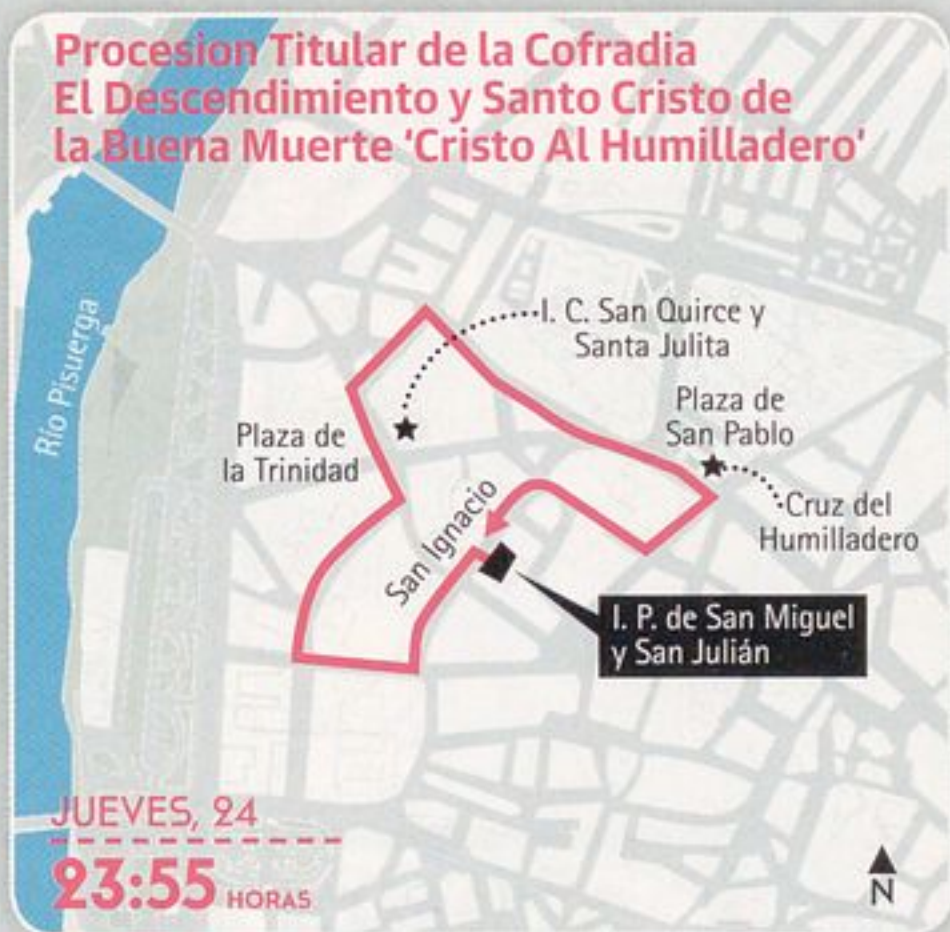 Procesion Titular de la Cofradia
El Descendimiento y Santo Cristo de
la Buena Muerte 'Cristo Al Humilladero'
I. C. San Quirce y
Santa Julita
Río Pisuerga
Plaza de
San Pablo
Plaza de
la Trinidad
San Ignacio
Cruz del
Humilladero
I. P. de San Miguel
y San Julián
JUEVES, 24
23:55 HORAS
N